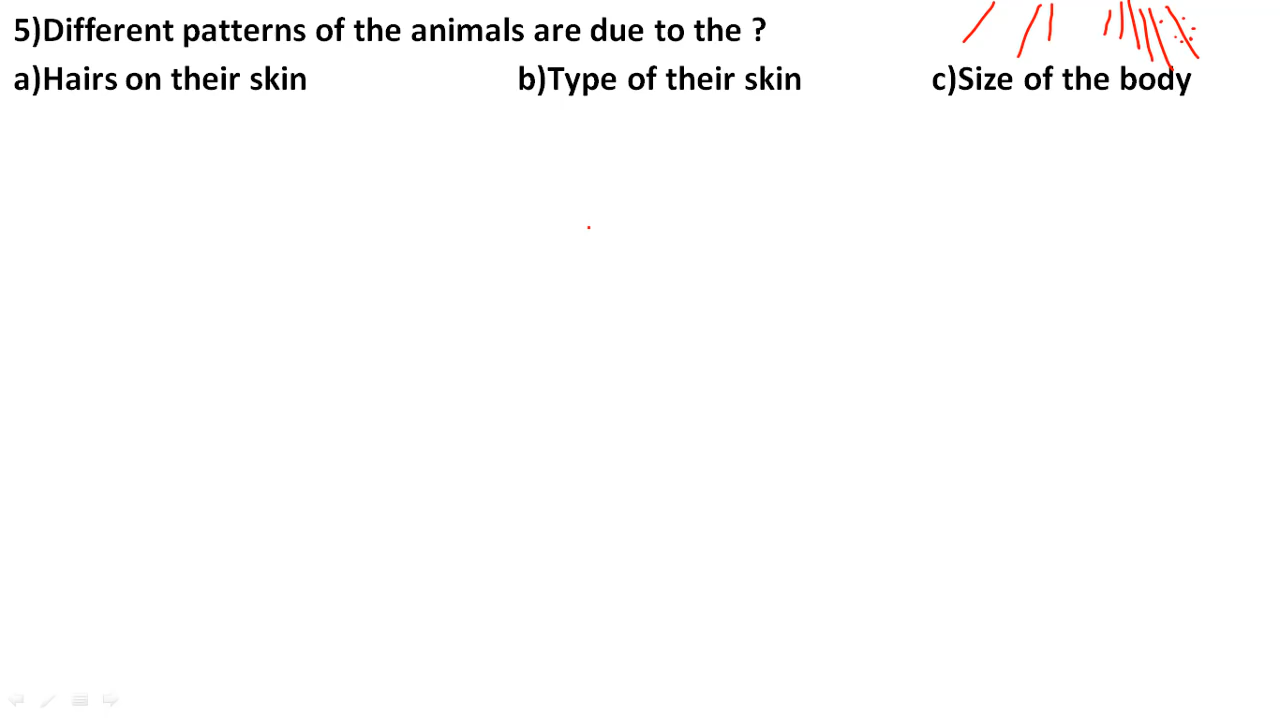 5)Different patterns of the animals are due to the ?
a)Hairs on their skin b)Type of their skin c)Size of the body